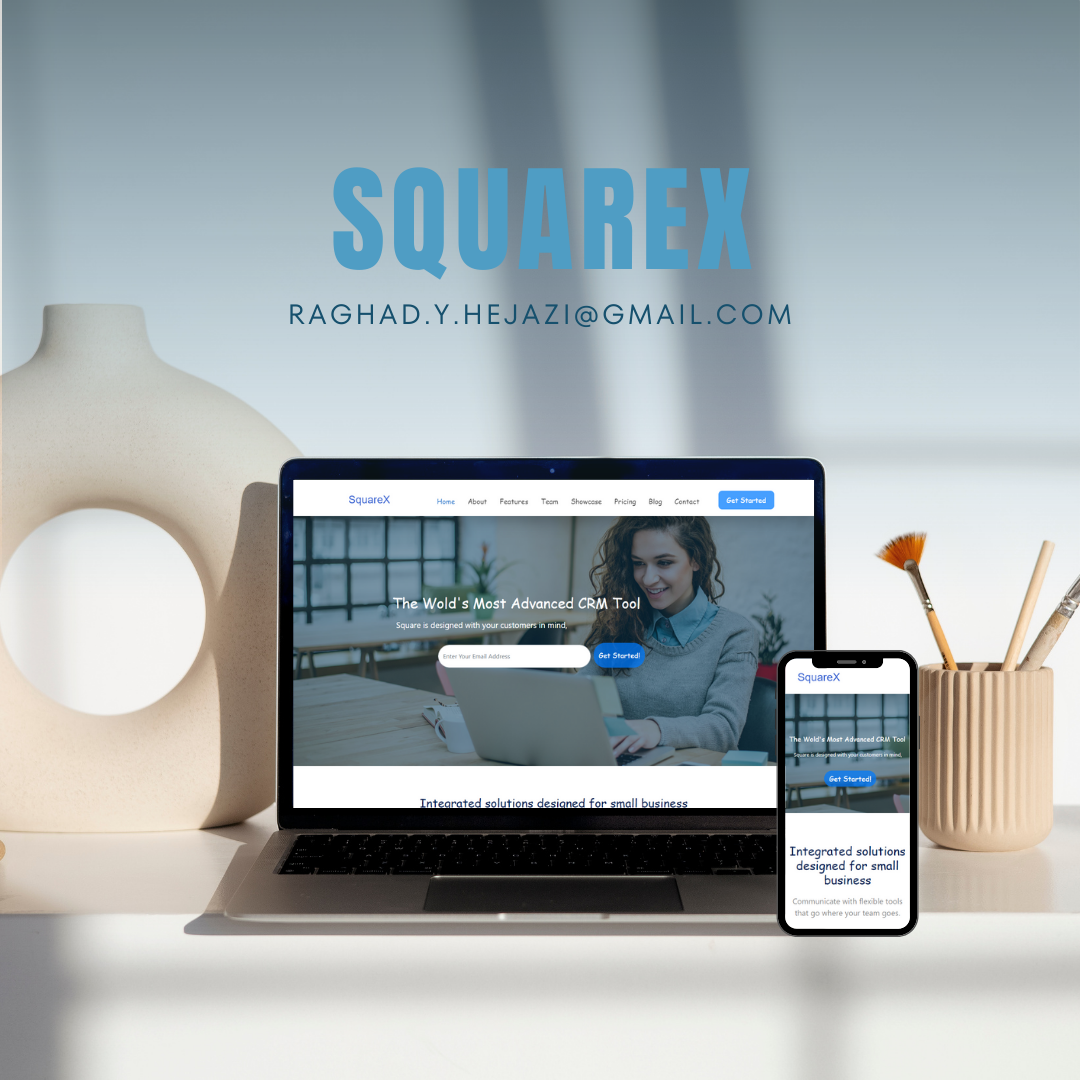 SQUAREX
RAGHAD.Y.HEJAZI@GMAIL.COM
SquareX Home About Features Team Showcase Pricing Blog Contact Get Started
The Wold's Most Advanced CRM Tool
Square is designed with your customers in mind,
Enter Your Email Address Get Started!
Integrated solutions designed for small business
SquareX
The Wold's Most Advanced CRM Tool
Square is designed with your customers in mind,
Get Started!
Integrated solutions
designed for small
business
Communicate with flexible tools
that go where your team goes.